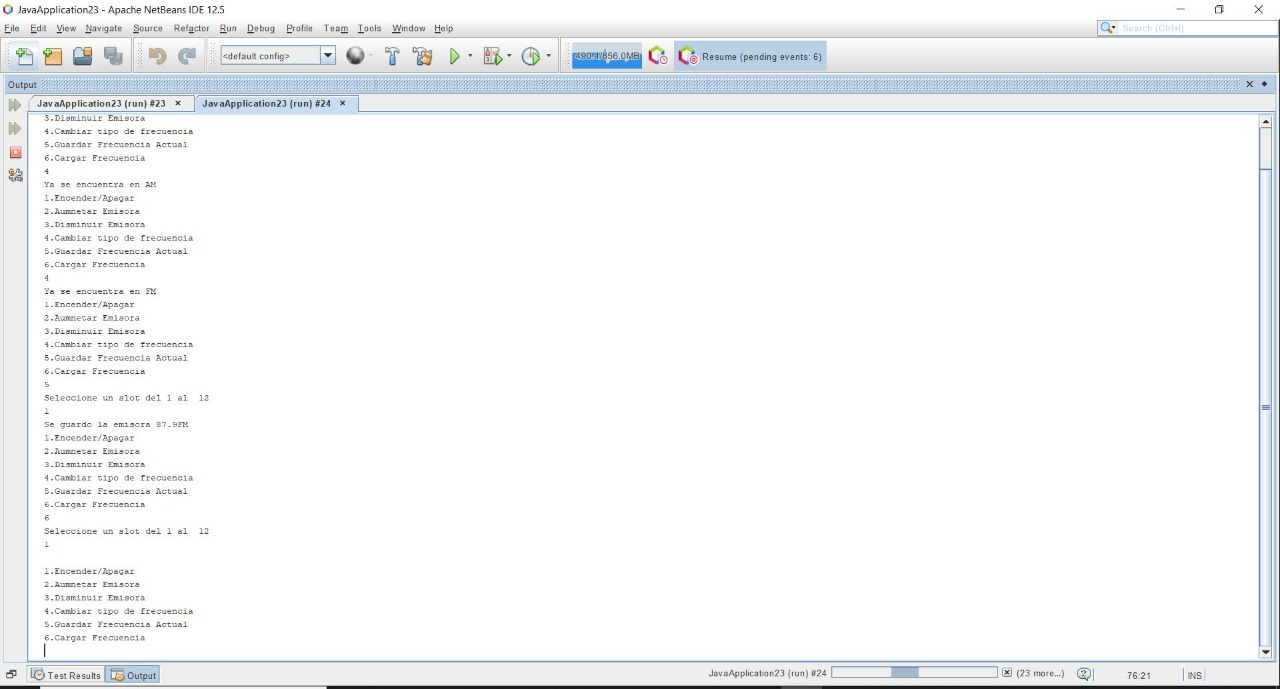 JavaApplication23 - Apache NetBeans IDE 12.5
File Edit View Navigate Source Refactor Run Debug Profile Team Tools Window Help
Search (Ctrl+I)
<default config>
490.4/856.0MB
Resume (pending events: 6)
Output
JavaApplication23 (run) #23
JavaApplication23 (run) #24
3.Disminuir Emisora
4.Cambiar tipo de frecuencia
5.Guardar Frecuencia Actual
6.Cargar Frecuencia
4
Ya se encuentra en AM
1.Encender/Apagar
2.Aumnetar Emisora
3.Disminuir Emisora
4.Cambiar tipo de frecuencia
5.Guardar Frecuencia Actual
6.Cargar Frecuencia
4
Ya se encuentra en FM
1.Encender/Apagar
2.Aumnetar Emisora
3.Disminuir Emisora
4.Cambiar tipo de frecuencia
5.Guardar Frecuencia Actual
6.Cargar Frecuencia
5
Seleccione un slot del 1 al  12
1
Se guardo la emisora 87.9FM
1.Encender/Apagar
2.Aumnetar Emisora
3.Disminuir Emisora
4.Cambiar tipo de frecuencia
5.Guardar Frecuencia Actual
6.Cargar Frecuencia
6
Seleccione un slot del 1 al  12
1
1.Encender/Apagar
2.Aumnetar Emisora
3.Disminuir Emisora
4.Cambiar tipo de frecuencia
5.Guardar Frecuencia Actual
6.Cargar Frecuencia
Test Results
Output
JavaApplication23 (run) #24
(23 more...)
76:21
INS